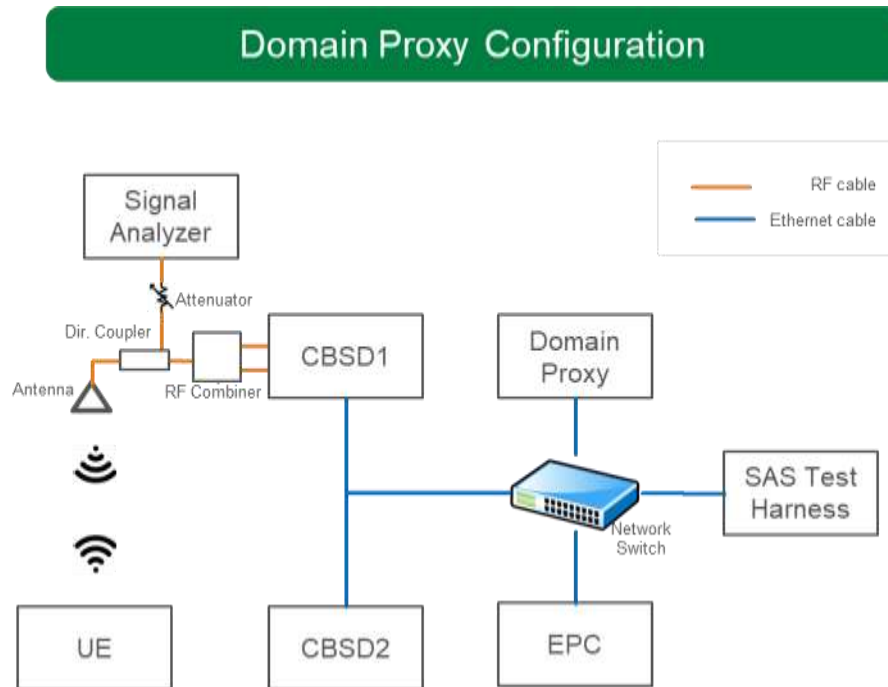 Domain Proxy Configuration
RF cable
Ethernet cable
Signal
Analyzer
Attenuator
Dir. Coupler
CBSD1
Domain
Proxy
Antenna
RF Combiner
SAS Test
Harness
Network
Switch
UE
CBSD2
EPC